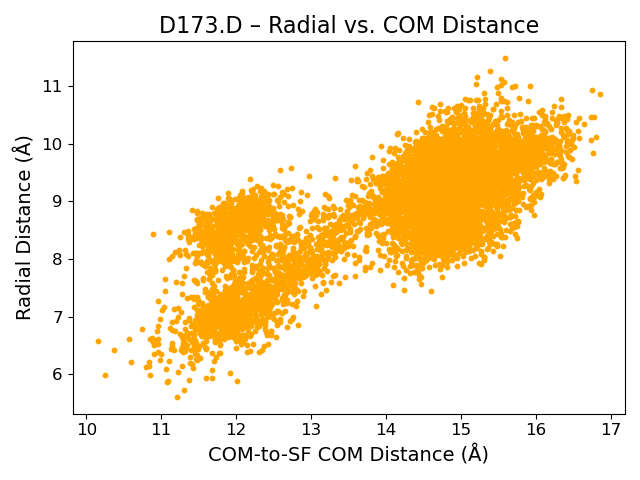 D173.D – Radial vs. COM Distance
11
10
9
8
7
6
Radial Distance (Å)
10 11 12 13 14 15 16 17
COM-to-SF COM Distance (Å)